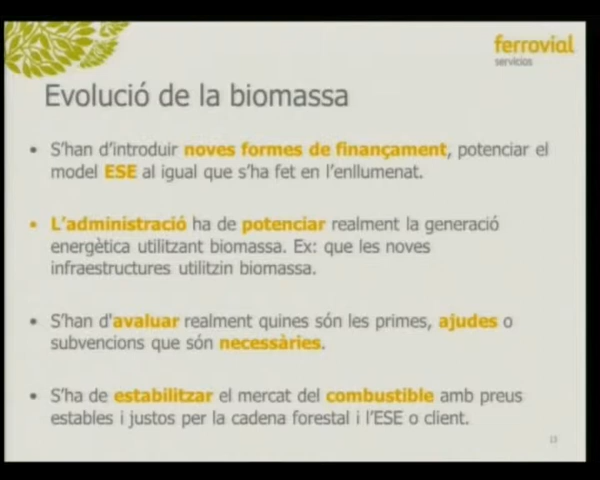 ferrovial
servicios
Evolució de la biomassa
• S'han d'introduir noves formes de finançament, potenciar el
model ESE al igual que s'ha fet en l'enllumenat.
• L'administració ha de potenciar realment la generació
energètica utilitzant biomassa. Ex: que les noves
infraestructures utilitzin biomassa.
• S'han d'avaluar realment quines són les primes, ajudes o
subvencions que són necessàries.
• S'ha de estabilitzar el mercat del combustible amb preus
estables i justos per la cadena forestal i l'ESE o client.